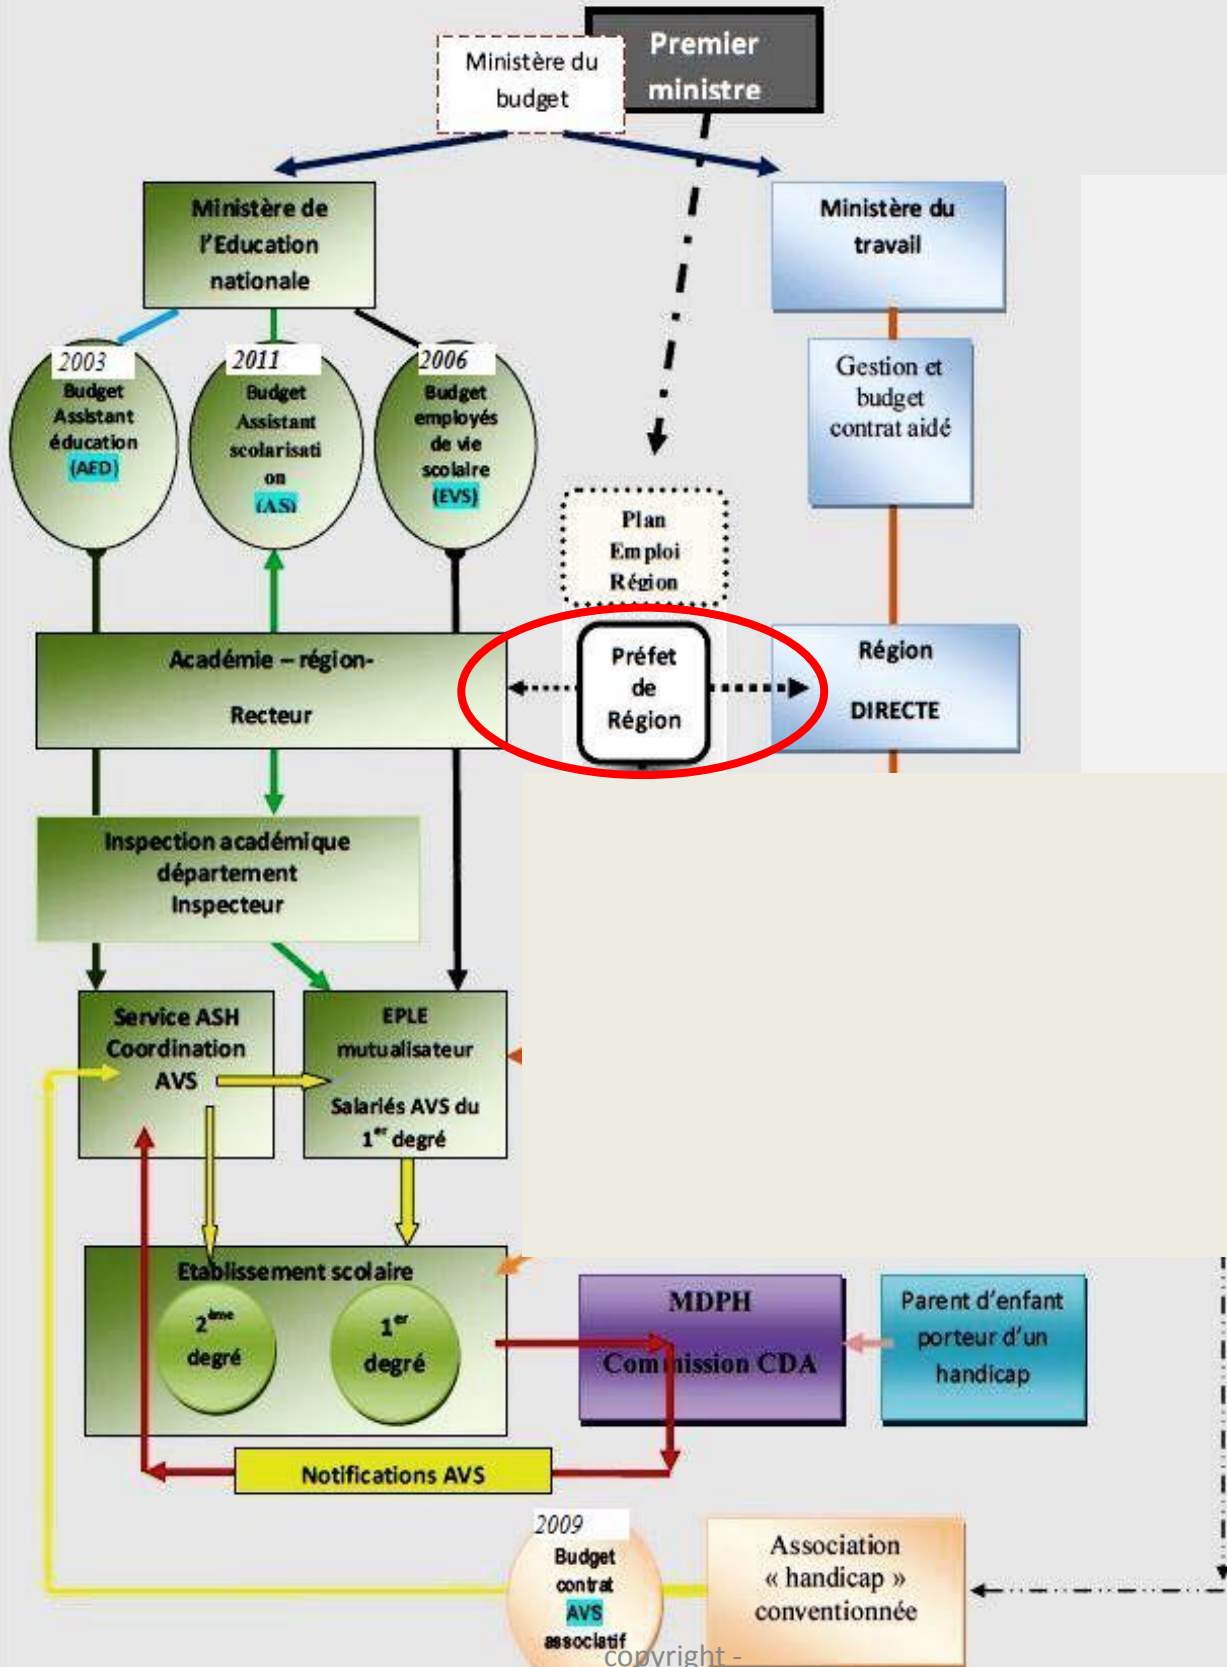 Premier
ministre
Ministère du
budget
Ministère de
l'Education
nationale
Ministère du
travail
2003
Budget
Assistant
éducation
(AED)
2011
Budget
Assistant
scolarisati
on
(AS)
2006
Budget
employés
de vie
scolaire
(EVS)
Gestion et
budget
contrat aidé
Plan
Emploi
Région
Académie – région-
Recteur
Préfet
de
Région
Région
DIRECTE
Inspection académique
département
Inspecteur
Service ASH
Coordination
AVS
EPLE
mutualisateur
Salariés AVS du
1er degré
Etablissement scolaire
2ème
degré
1er
degré
MDPH
Commission CDA
Parent d'enfant
porteur d'un
handicap
Notifications AVS
2009
Budget
contrat
AVS
associatif
Association
« handicap »
conventionnée
copyright -